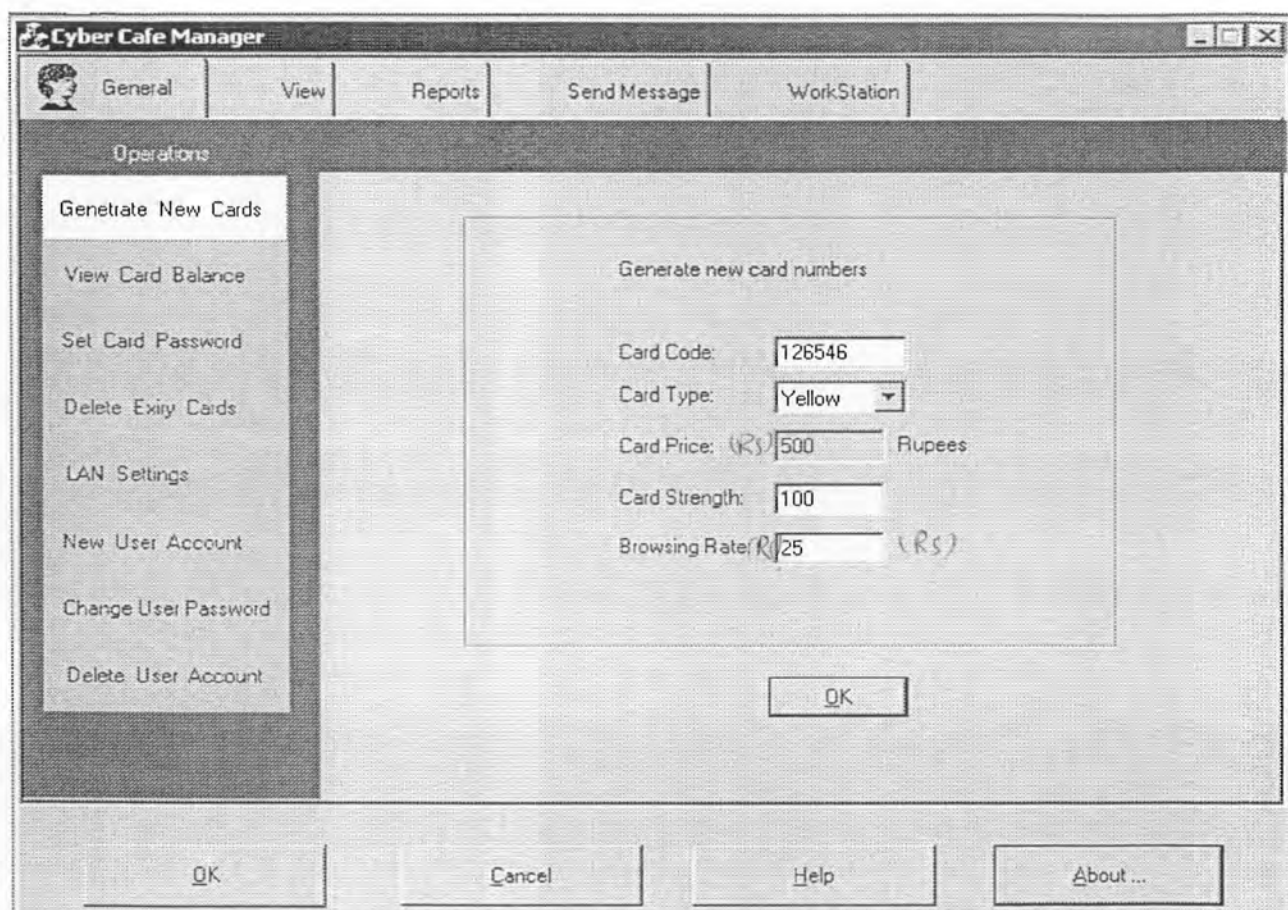 Cyber Cafe Manager
General View Reports Send Message WorkStation
Operations
Genetrate New Cards
View Card Balance
Set Card Password
Delete Exiry Cards
LAN Settings
New User Account
Change User Password
Delete User Account
Generate new card numbers
Card Code: 126546
Card Type: Yellow
Card Price: (RS) 500 Rupees
Card Strength: 100
Browsing Rate: 25 (RS)
OK
OK Cancel Help About ...